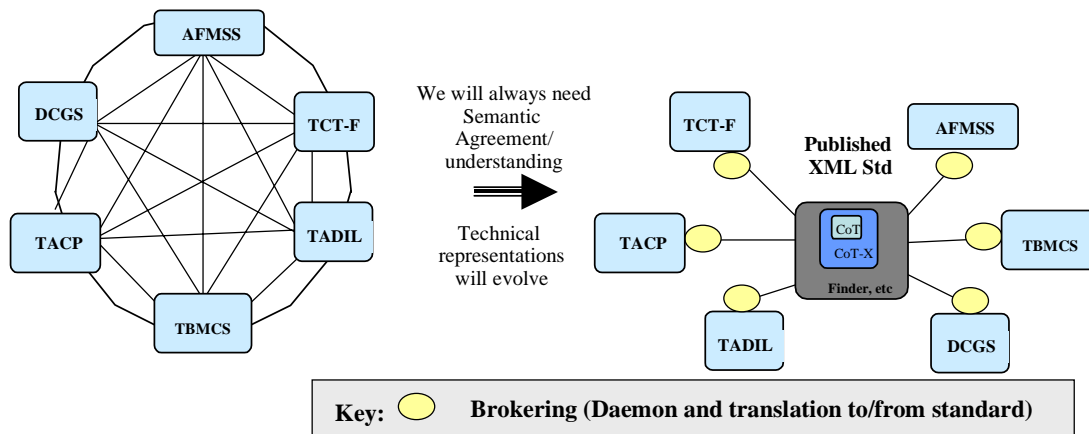 AFMSS
DCGS
TCT-F
TACP
TADIL
TBMCS
We will always need
Semantic
Agreement/
understanding
Technical
representations
will evolve
TCT-F
Published
XML Std
AFMSS
TACP
CoT
CoT-X
Finder, etc
TBMCS
TADIL
DCGS
Key: Brokering (Daemon and translation to/from standard)